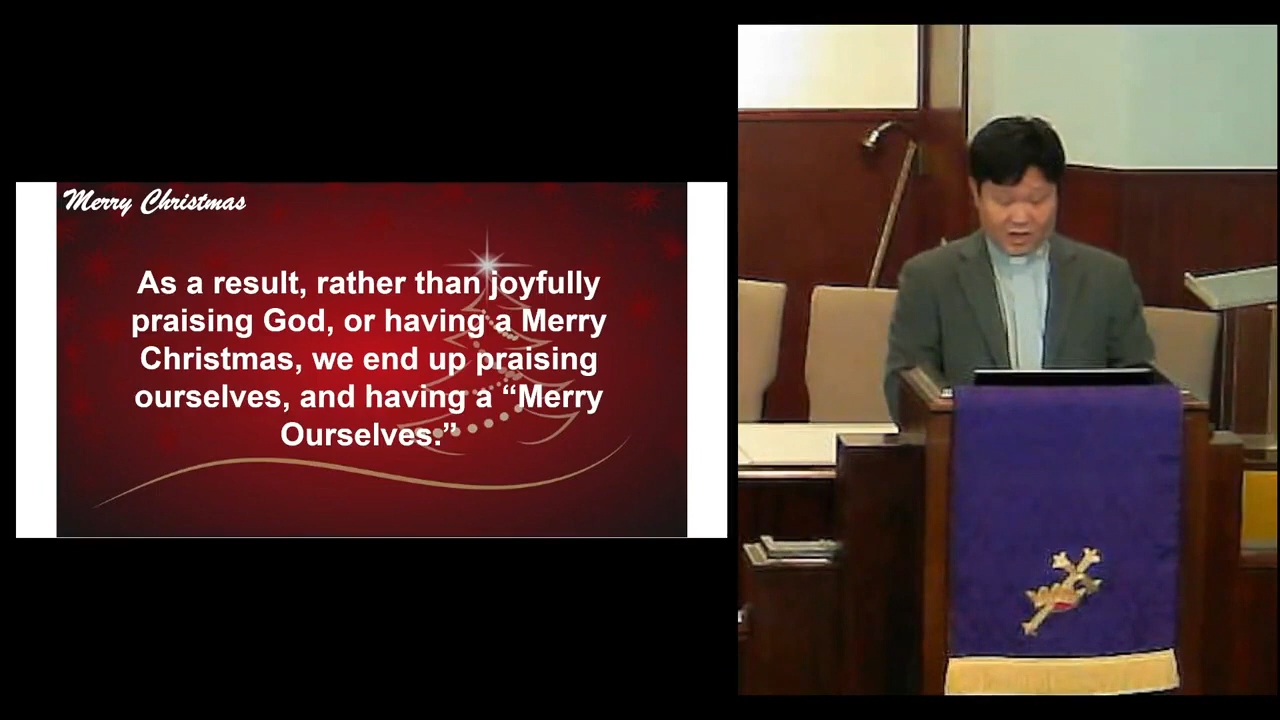 Merry Christmas
As a result, rather than joyfully
praising God, or having a Merry
Christmas, we end up praising
ourselves, and having a “Merry
Ourselves.”